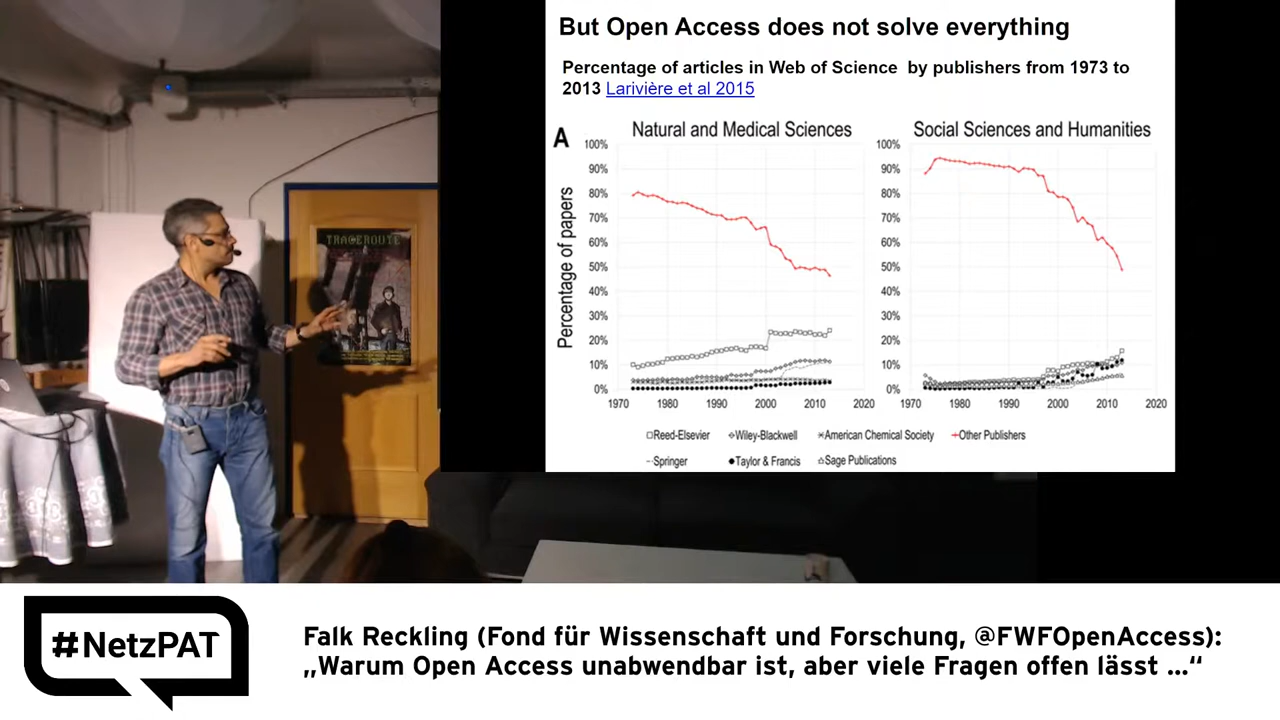 But Open Access does not solve everything
Percentage of articles in Web of Science by publishers from 1973 to
2013 Larivière et al 2015
A
Natural and Medical Sciences
Social Sciences and Humanities
Percentage of papers
100%
90%
80%
70%
60%
50%
40%
30%
20%
10%
0%
1970 1980 1990 2000 2010 2020
100%
90%
80%
70%
60%
50%
40%
30%
20%
10%
0%
1970 1980 1990 2000 2010 2020
Reed-Elsevier Wiley-Blackwell American Chemical Society Other Publishers
Springer Taylor & Francis Sage Publications
TRACEROUTE
#NetzPAT
Falk Reckling (Fond für Wissenschaft und Forschung, @FWFOpenAccess):
„Warum Open Access unabwendbar ist, aber viele Fragen offen lässt ...“